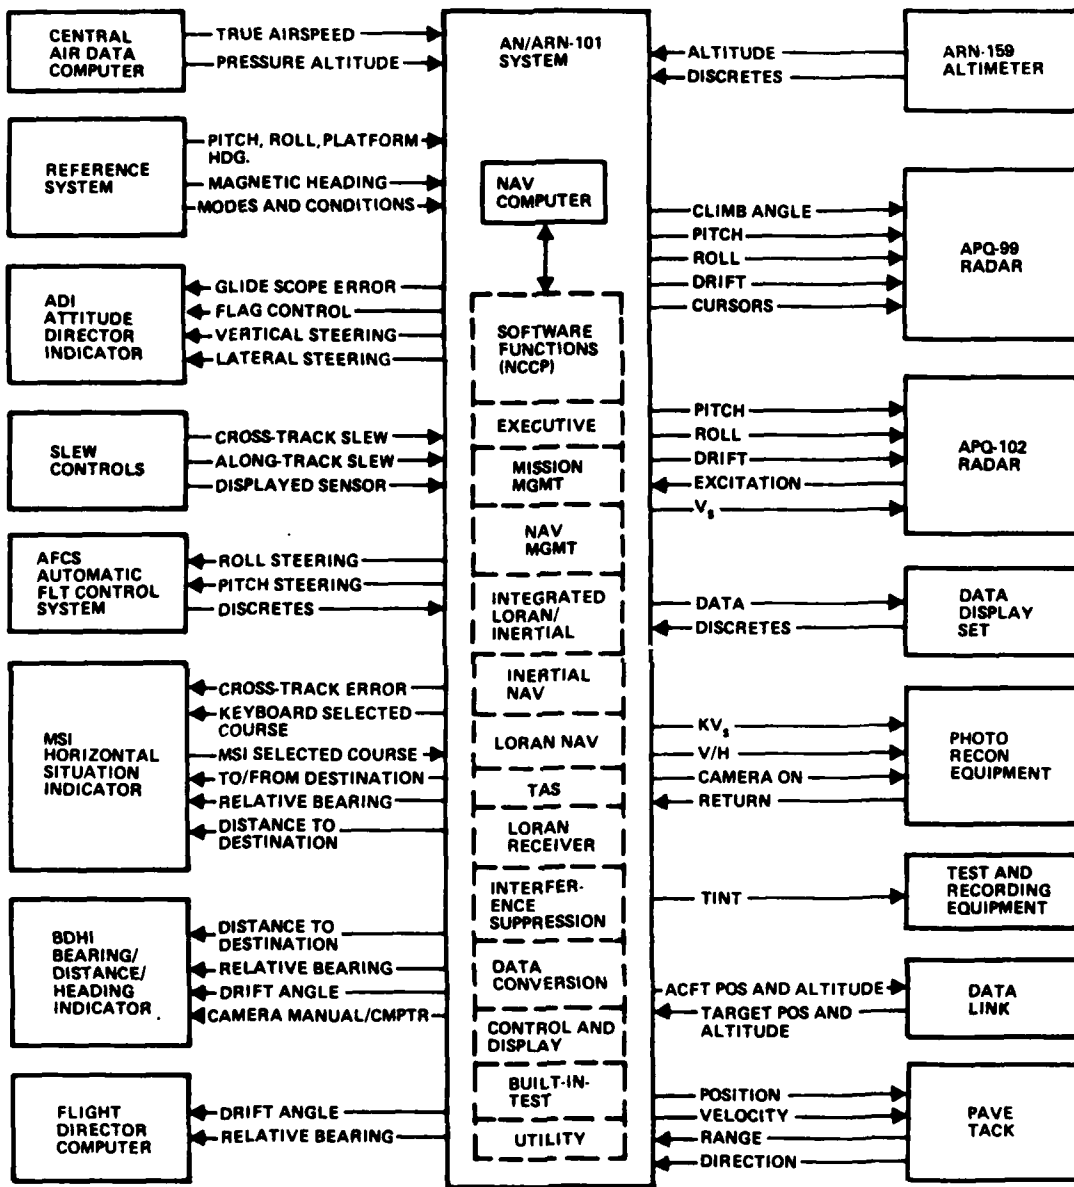 CENTRAL
AIR DATA
COMPUTER
TRUE AIRSPEED
PRESSURE ALTITUDE
REFERENCE
SYSTEM
PITCH, ROLL, PLATFORM
HDG.
MAGNETIC HEADING
MODES AND CONDITIONS
ADI
ATTITUDE
DIRECTOR
INDICATOR
GLIDE SCOPE ERROR
FLAG CONTROL
VERTICAL STEERING
LATERAL STEERING
SLEW
CONTROLS
CROSS-TRACK SLEW
ALONG-TRACK SLEW
DISPLAYED SENSOR
AFCS
AUTOMATIC
FLT CONTROL
SYSTEM
ROLL STEERING
PITCH STEERING
DISCRETES
MSI
HORIZONTAL
SITUATION
INDICATOR
CROSS-TRACK ERROR
KEYBOARD SELECTED
COURSE
MSI SELECTED COURSE
TO/FROM DESTINATION
RELATIVE BEARING
DISTANCE TO
DESTINATION
BDHI
BEARING/
DISTANCE/
HEADING
INDICATOR
DISTANCE TO
DESTINATION
RELATIVE BEARING
DRIFT ANGLE
CAMERA MANUAL/CMPTR
FLIGHT
DIRECTOR
COMPUTER
DRIFT ANGLE
RELATIVE BEARING
AN/ARN-101
SYSTEM
NAV
COMPUTER
SOFTWARE
FUNCTIONS
(NCCP)
EXECUTIVE
MISSION
MGMT
NAV
MGMT
INTEGRATED
LORAN/
INERTIAL
INERTIAL
NAV
LORAN NAV
TAS
LORAN
RECEIVER
INTERFER-
ENCE
SUPPRESSION
DATA
CONVERSION
CONTROL AND
DISPLAY
BUILT-IN-
TEST
UTILITY
ALTITUDE
DISCRETES
ARN-159
ALTIMETER
CLIMB ANGLE
PITCH
ROLL
DRIFT
CURSORS
APQ-99
RADAR
PITCH
ROLL
DRIFT
EXCITATION
Vs
APQ-102
RADAR
DATA
DISCRETES
DATA
DISPLAY
SET
KVs
V/H
CAMERA ON
RETURN
PHOTO
RECON
EQUIPMENT
TINT
TEST AND
RECORDING
EQUIPMENT
ACFT POS AND ALTITUDE
TARGET POS AND
ALTITUDE
DATA
LINK
POSITION
VELOCITY
RANGE
DIRECTION
PAVE
TACK